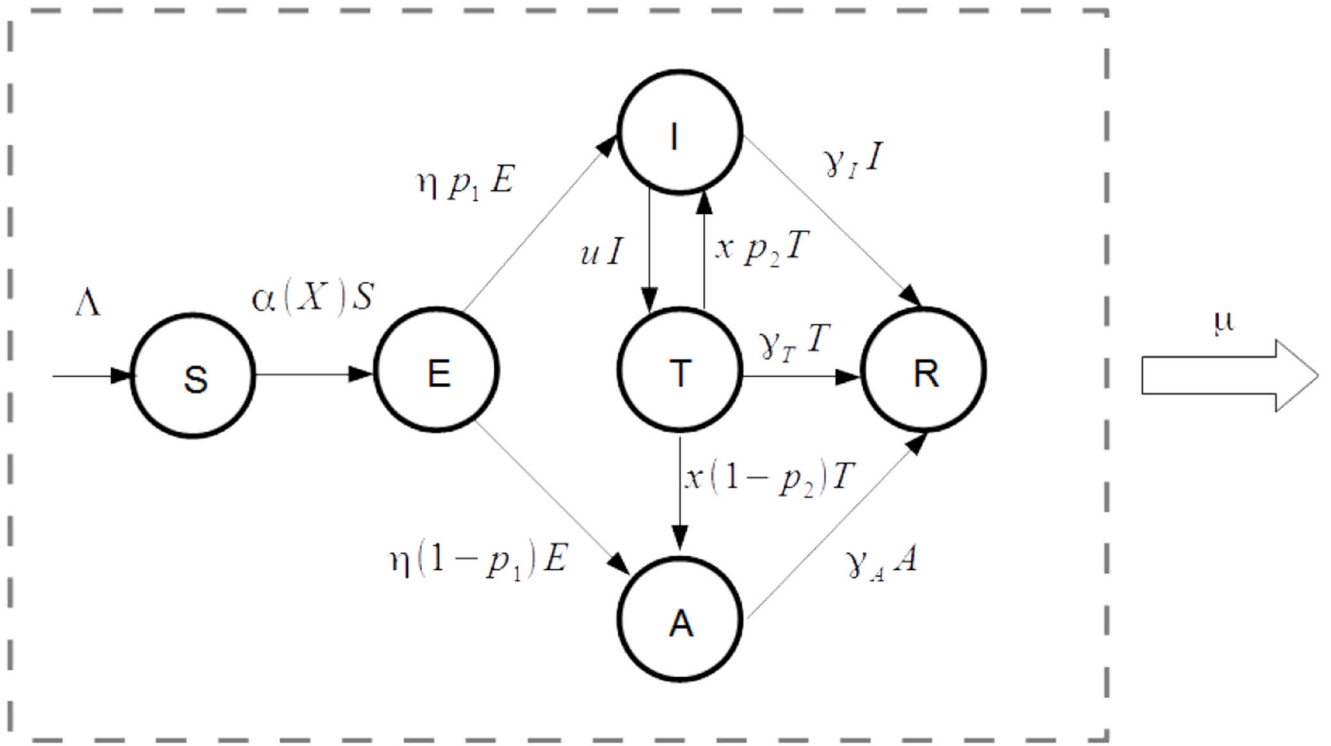 I
γ_I I
η p₁ E
u I
x p₂ T
Λ
α(X)S
μ
S
E
T
γ_T T
R
x(1−p₂)T
η(1−p₁)E
γ_A A
A